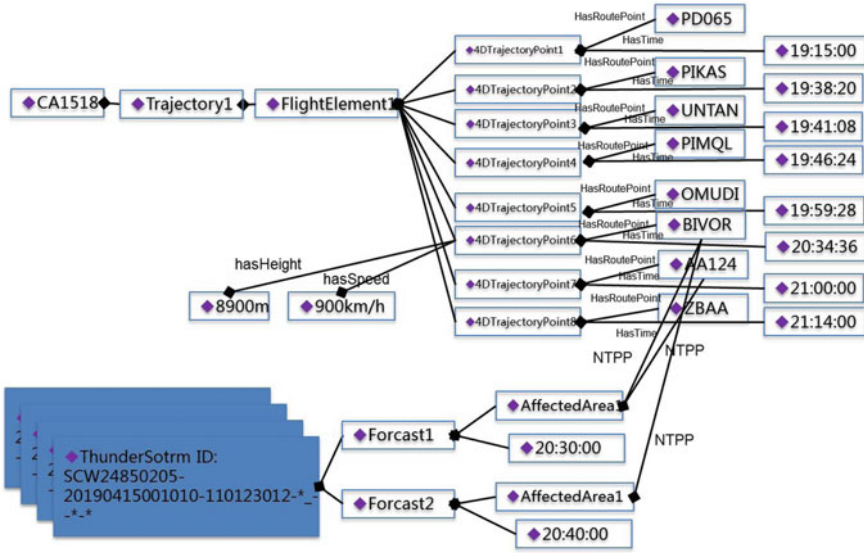 HasRoutePoint
PD065
HasTime
4DTrajectoryPoint1
19:15:00
HasRoutePoint
PIKAS
4DTrajectoryPoint2
HasTime
19:38:20
CA1518
Trajectory1
FlightElement1
HasRoutePoint
UNTAN
4DTrajectoryPoint3
HasTime
19:41:08
HasRoutePoint
PIMQL
4DTrajectoryPoint4
HasTime
19:46:24
HasRoutePoint
OMUDI
4DTrajectoryPoint5
HasTime
19:59:28
HasRoutePoint
BIVOR
4DTrajectoryPoint6
HasTime
20:34:36
hasHeight
HasRoutePoint
AA124
hasSpeed
4DTrajectoryPoint7
HasTime
21:00:00
8900m
900km/h
HasRoutePoint
ZBAA
4DTrajectoryPoint8
HasTime
21:14:00
NTPP
NTPP
NTPP
AffectedArea1
Forcast1
20:30:00
ThunderSotrm ID:
SCW24850205-
20190415001010-110123012-*_-
-*-*
Forcast2
AffectedArea1
20:40:00